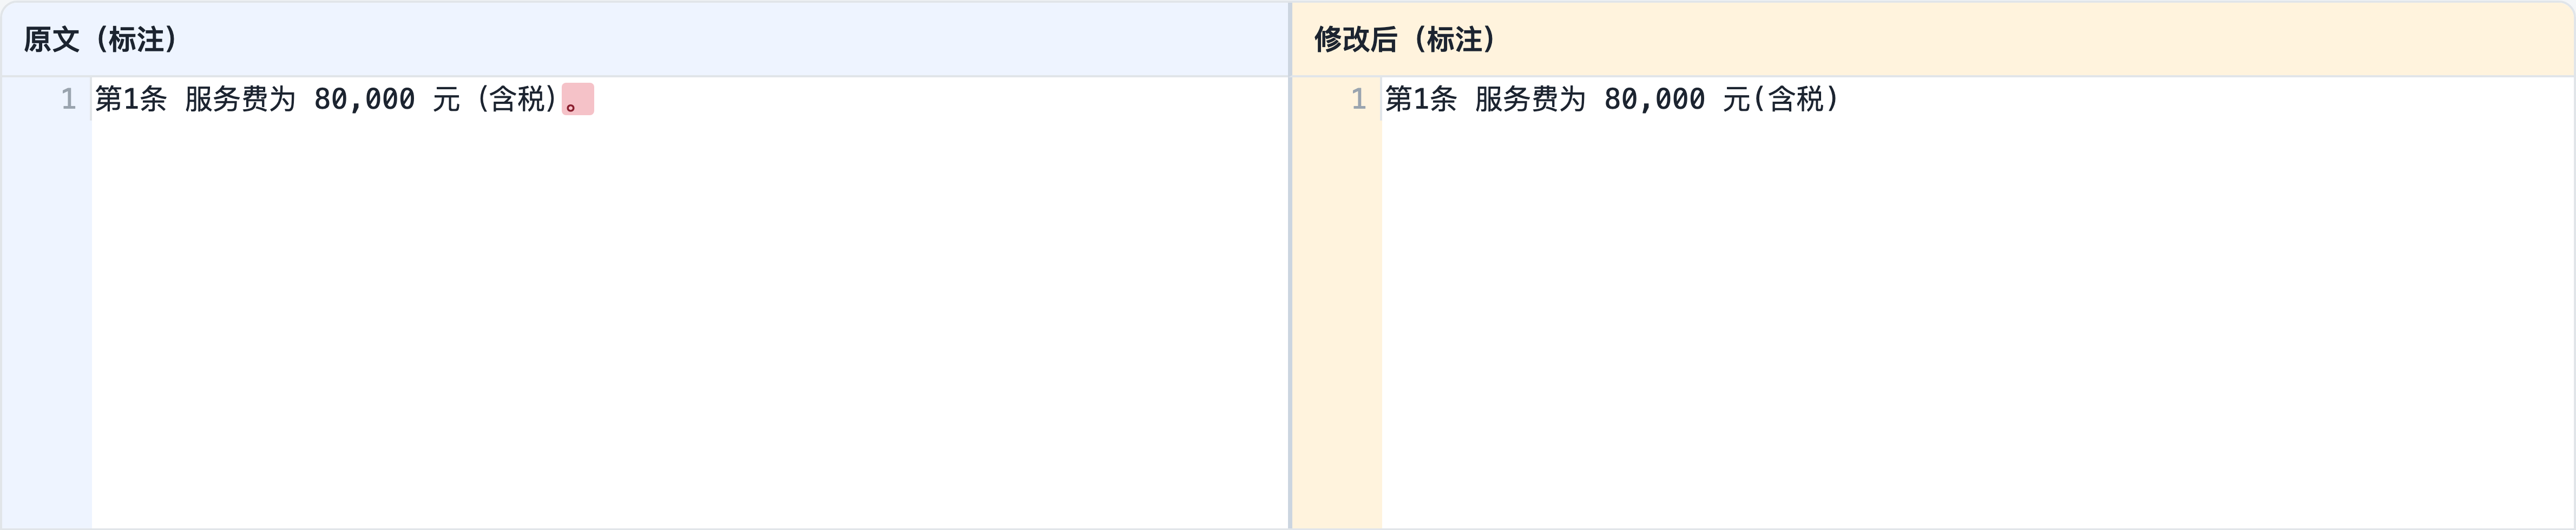 原文（标注）
修改后（标注）
1 第1条 服务费为 80,000 元（含税）。
1 第1条 服务费为 80,000 元(含税)